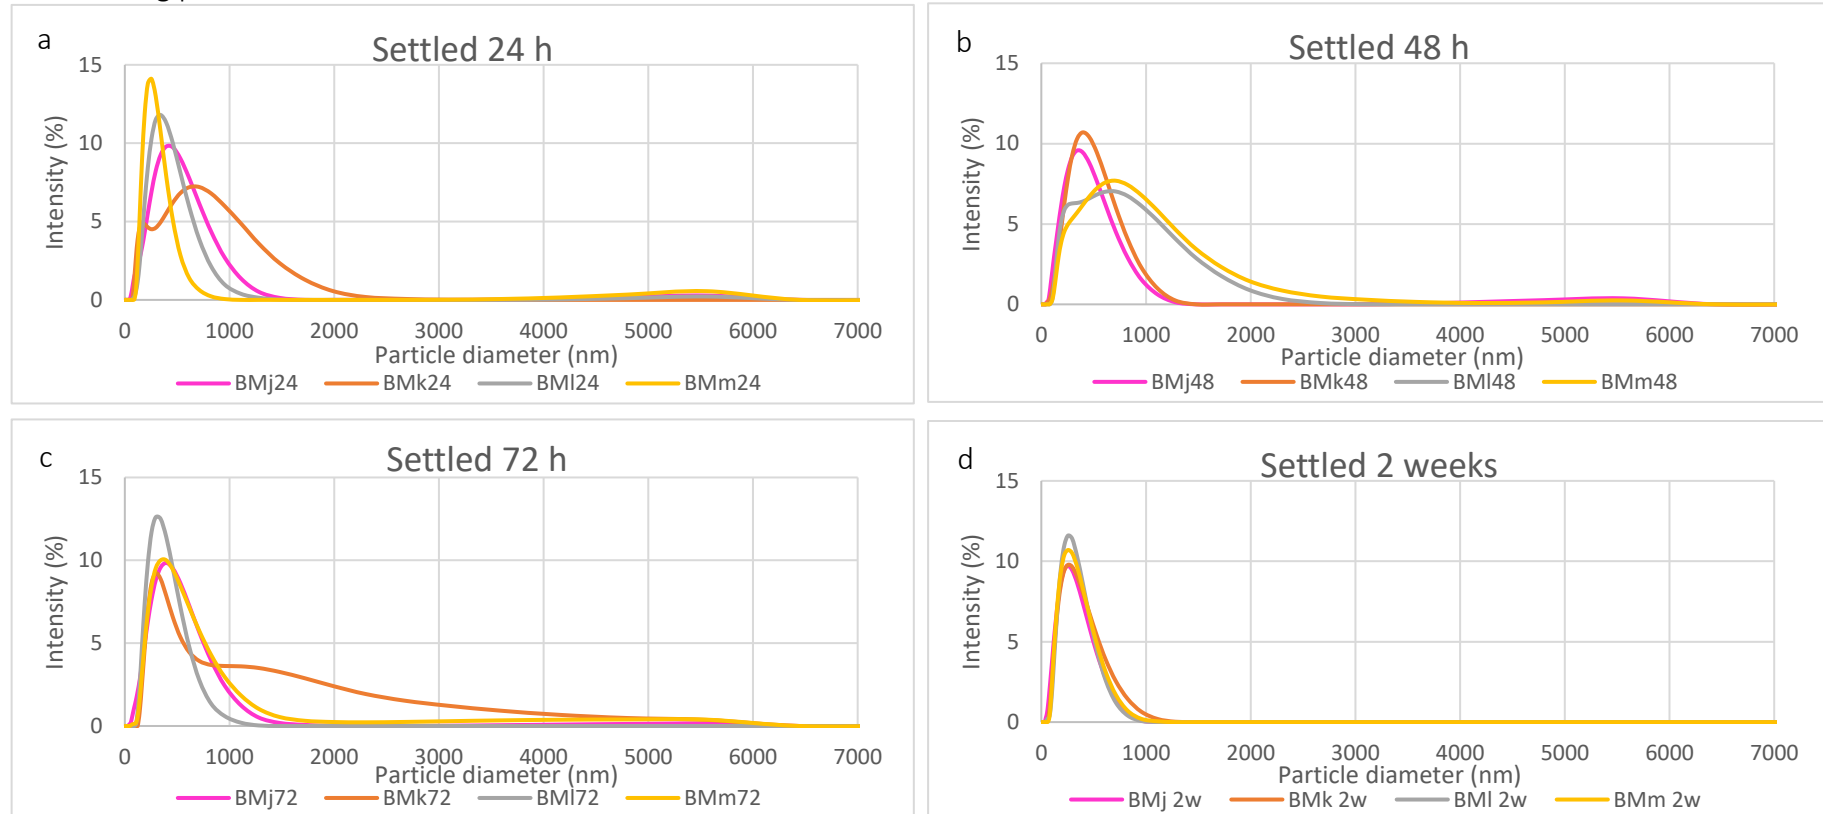 a
Settled 24 h
15
10
5
0
Intensity (%)
0 1000 2000 3000 4000 5000 6000 7000
Particle diameter (nm)
BMj24 BMk24 BMl24 BMm24
b
Settled 48 h
15
10
5
0
Intensity (%)
0 1000 2000 3000 4000 5000 6000 7000
Particle diameter (nm)
BMj48 BMk48 BMl48 BMm48
c
Settled 72 h
15
10
5
0
Intensity (%)
0 1000 2000 3000 4000 5000 6000 7000
Particle diameter (nm)
BMj72 BMk72 BMl72 BMm72
d
Settled 2 weeks
15
10
5
0
Intensity (%)
0 1000 2000 3000 4000 5000 6000 7000
Particle diameter (nm)
BMj 2w BMk 2w BMl 2w BMm 2w